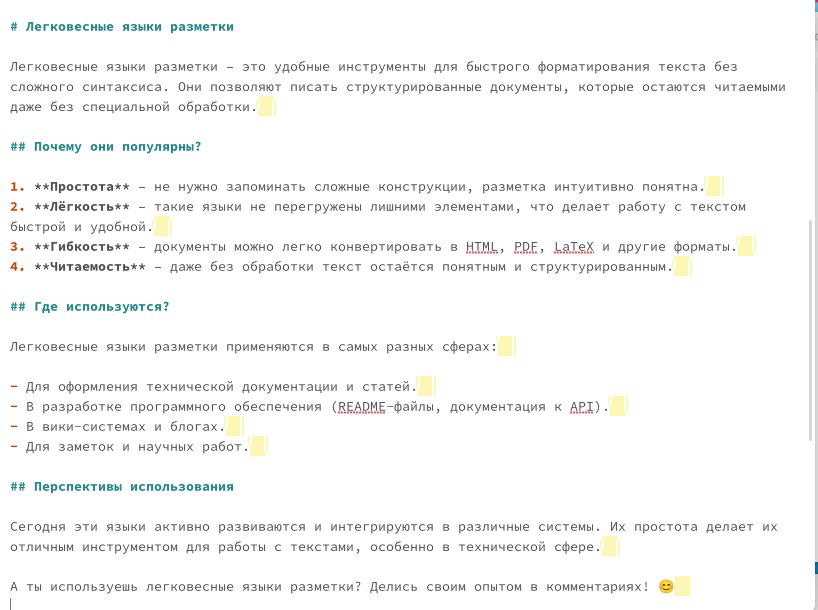 # Легковесные языки разметки
Легковесные языки разметки – это удобные инструменты для быстрого форматирования текста без
сложного синтаксиса. Они позволяют писать структурированные документы, которые остаются читаемыми
даже без специальной обработки.
## Почему они популярны?
1. **Простота** – не нужно запоминать сложные конструкции, разметка интуитивно понятна.
2. **Лёгкость** – такие языки не перегружены лишними элементами, что делает работу с текстом
быстрой и удобной.
3. **Гибкость** – документы можно легко конвертировать в HTML, PDF, LaTeX и другие форматы.
4. **Читаемость** – даже без обработки текст остаётся понятным и структурированным.
## Где используются?
Легковесные языки разметки применяются в самых разных сферах:
- Для оформления технической документации и статей.
- В разработке программного обеспечения (README-файлы, документация к API).
- В вики-системах и блогах.
- Для заметок и научных работ.
## Перспективы использования
Сегодня эти языки активно развиваются и интегрируются в различные системы. Их простота делает их
отличным инструментом для работы с текстами, особенно в технической сфере.
А ты используешь легковесные языки разметки? Делись своим опытом в комментариях! 😊